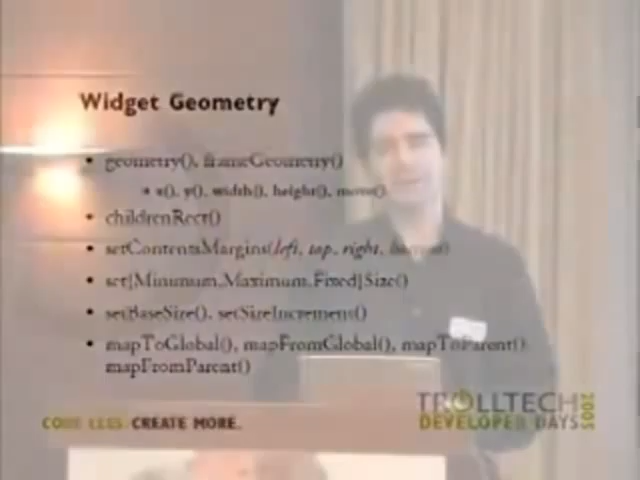 Widget Geometry
• geometry(), frameGeometry()
• x(), y(), width(), height(), move()
• childrenRect()
• setContentsMargins(left, top, right, bottom)
• set[Minimum,Maximum,Fixed]Size()
• setBaseSize(), setSizeIncrement()
• mapToGlobal(), mapFromGlobal(), mapToParent()
mapFromParent()
TROLLTECH
CODE LESS. CREATE MORE.
DEVELOPER DAYS 2005